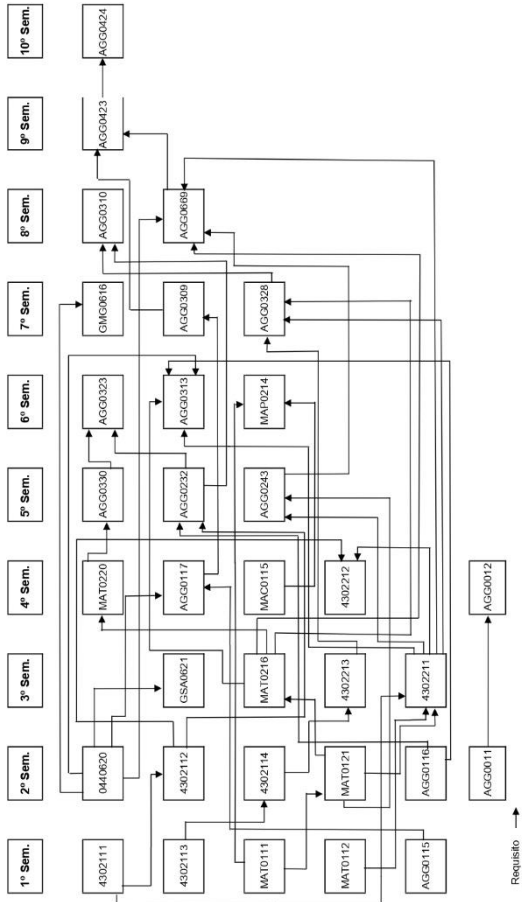 1º Sem.
2º Sem.
3º Sem.
4º Sem.
5º Sem.
6º Sem.
7º Sem.
8º Sem.
9º Sem.
10º Sem.
4302111
0440620
MAT0220
AGG0330
AGG0323
GMG0616
AGG0310
AGG0423
AGG0424
4302113
4302112
GSA0621
AGG0117
AGG0232
AGG0313
AGG0309
AGG0669
MAT0111
4302114
MAT0216
MAC0115
AGG0243
MAP0214
AGG0328
MAT0112
MAT0121
4302213
4302212
AGG0115
AGG0116
4302211
AGG0011
AGG0012
Requisito